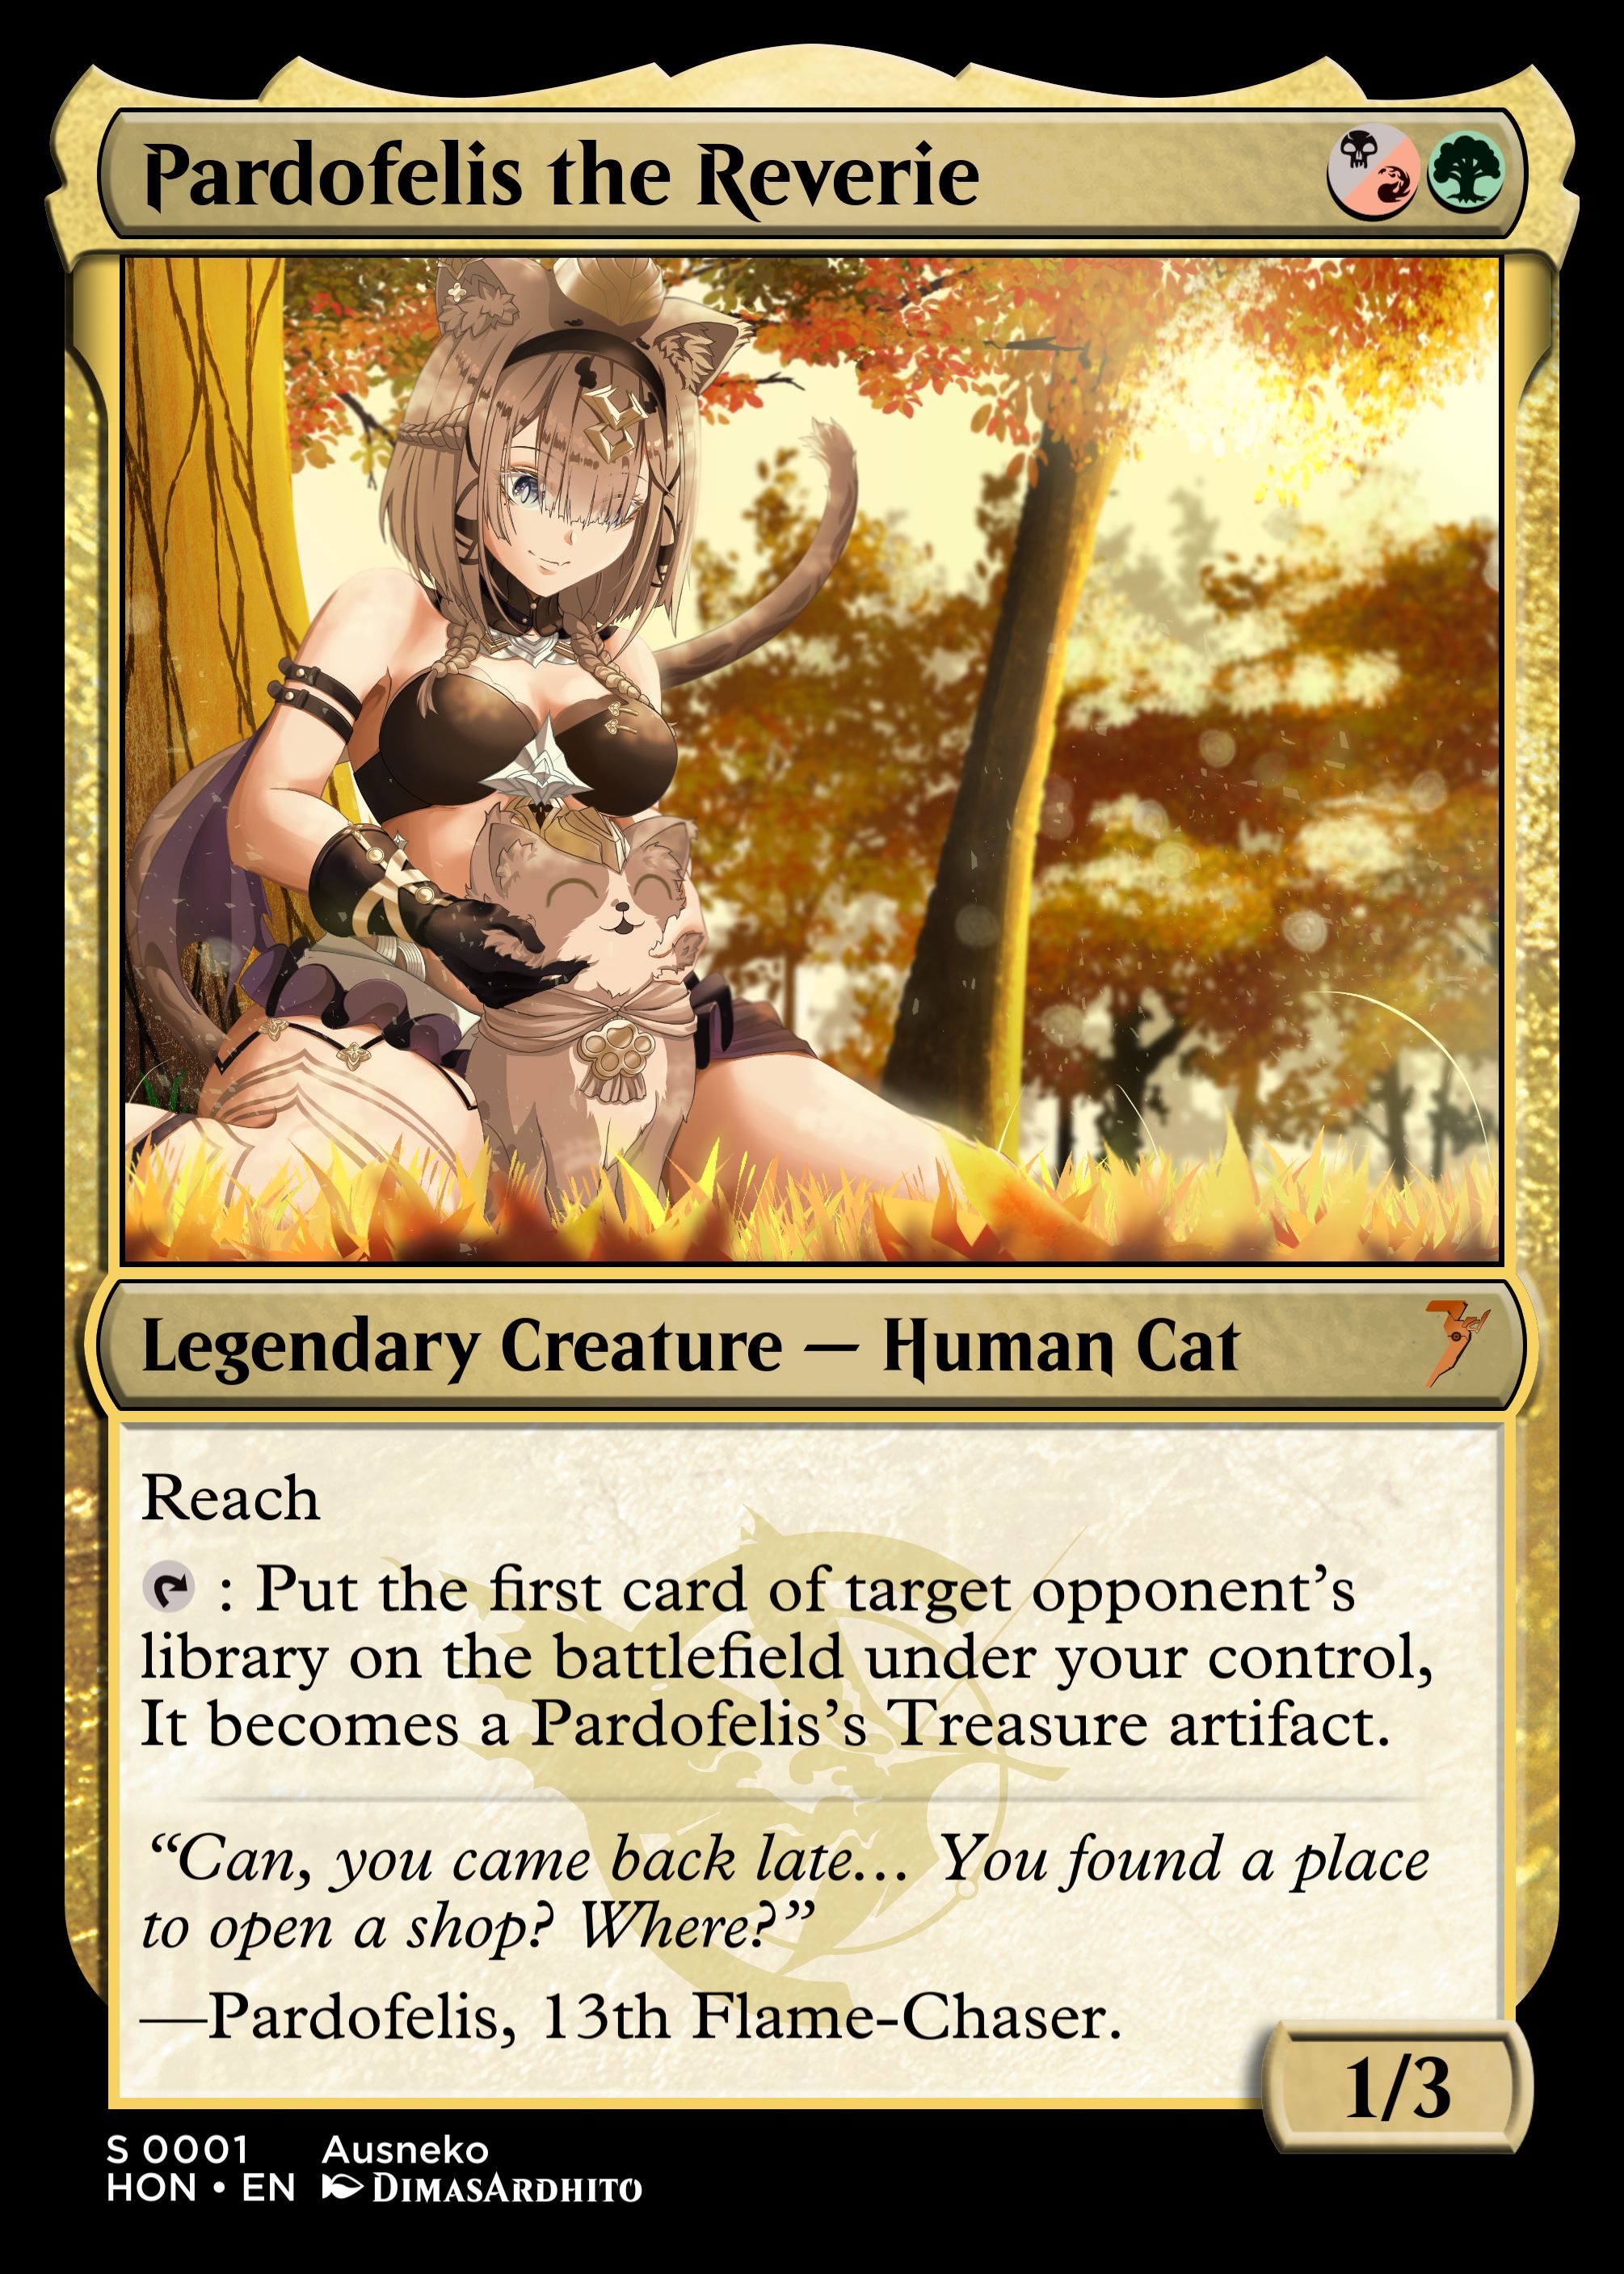 Pardofelis the Reverie
Legendary Creature — Human Cat
Reach
: Put the first card of target opponent’s
library on the battlefield under your control,
It becomes a Pardofelis’s Treasure artifact.
“Can, you came back late… You found a place
to open a shop? Where?”
—Pardofelis, 13th Flame-Chaser.
1/3
S 0001 Ausneko
HON • EN DIMASARDHITO